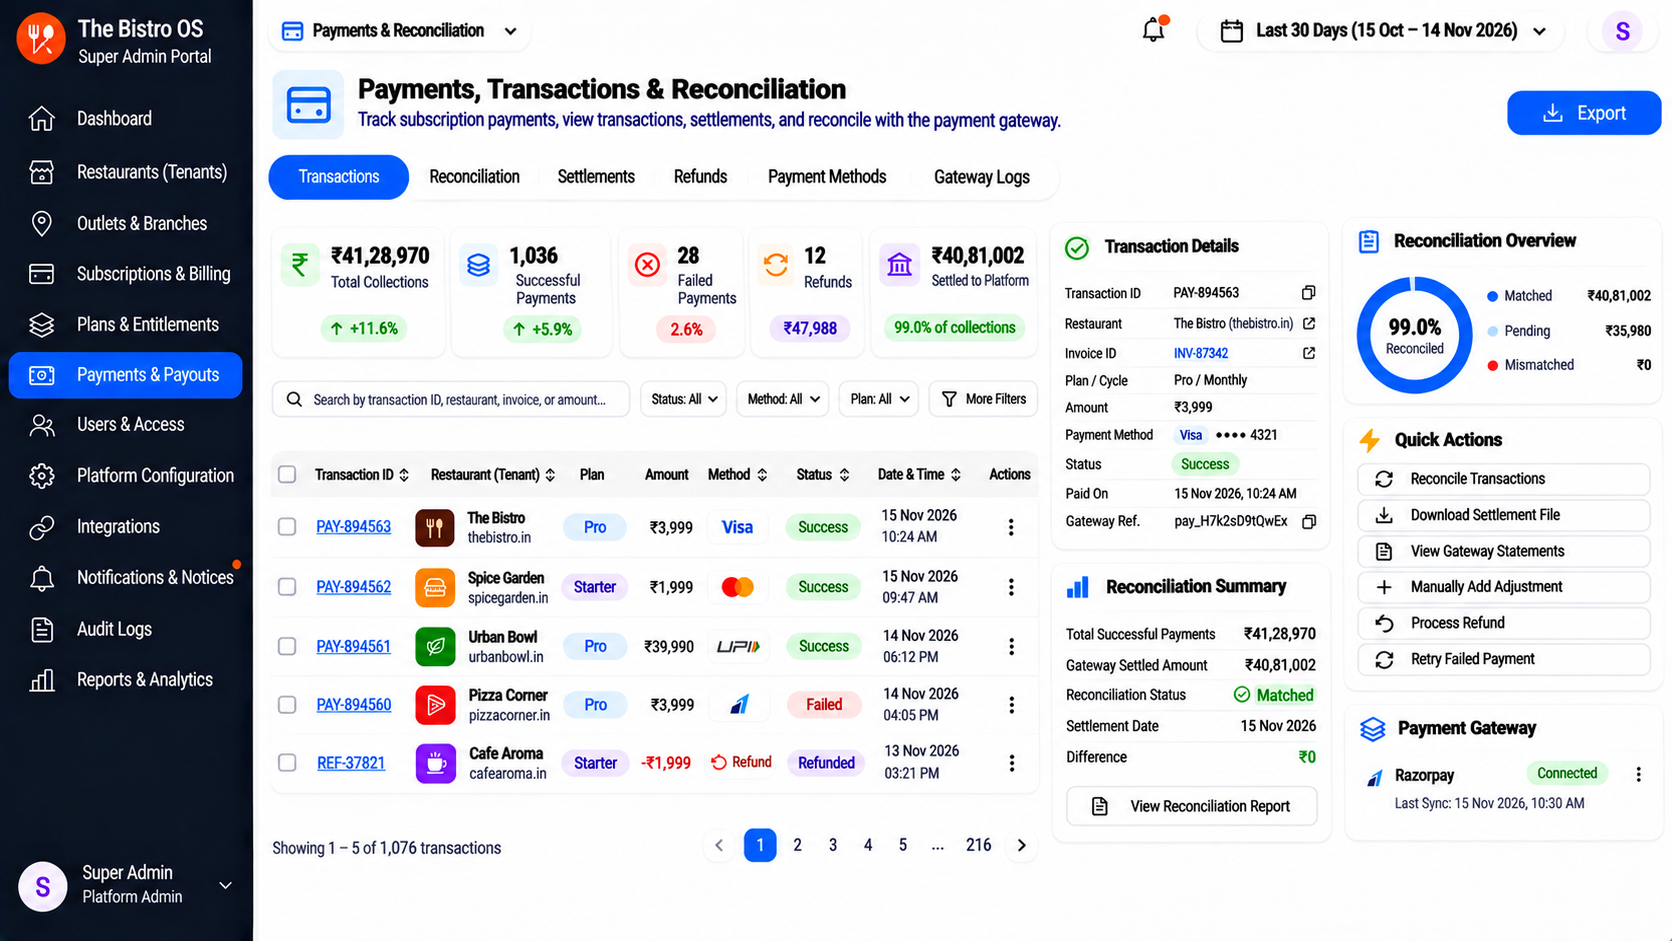 The Bistro OS
Super Admin Portal
Dashboard
Restaurants (Tenants)
Outlets & Branches
Subscriptions & Billing
Plans & Entitlements
Payments & Payouts
Users & Access
Platform Configuration
Integrations
Notifications & Notices
Audit Logs
Reports & Analytics
S
Super Admin
Platform Admin
Payments & Reconciliation
Last 30 Days (15 Oct – 14 Nov 2026)
S
Payments, Transactions & Reconciliation
Track subscription payments, view transactions, settlements, and reconcile with the payment gateway.
Export
Transactions Reconciliation Settlements Refunds Payment Methods Gateway Logs
₹ ₹41,28,970
Total Collections
↑ +11.6%
1,036
Successful
Payments
↑ +5.9%
28
Failed
Payments
2.6%
12
Refunds
₹47,988
₹40,81,002
Settled to Platform
99.0% of collections
Search by transaction ID, restaurant, invoice, or amount...
Status: All
Method: All
Plan: All
More Filters
Transaction ID Restaurant (Tenant) Plan Amount Method Status Date & Time Actions
PAY-894563 The Bistro thebistro.in Pro ₹3,999 Visa Success 15 Nov 2026 10:24 AM
PAY-894562 Spice Garden spicegarden.in Starter ₹1,999 Success 15 Nov 2026 09:47 AM
PAY-894561 Urban Bowl urbanbowl.in Pro ₹39,990 UPI Success 14 Nov 2026 06:12 PM
PAY-894560 Pizza Corner pizzacorner.in Pro ₹3,999 Failed 14 Nov 2026 04:05 PM
REF-37821 Cafe Aroma cafearoma.in Starter -₹1,999 Refund Refunded 13 Nov 2026 03:21 PM
Showing 1 – 5 of 1,076 transactions
1 2 3 4 5 ... 216
Transaction Details
Transaction ID PAY-894563
Restaurant The Bistro (thebistro.in)
Invoice ID INV-87342
Plan / Cycle Pro / Monthly
Amount ₹3,999
Payment Method Visa •••• 4321
Status Success
Paid On 15 Nov 2026, 10:24 AM
Gateway Ref. pay_H7k2sD9tQwEx
Reconciliation Summary
Total Successful Payments ₹41,28,970
Gateway Settled Amount ₹40,81,002
Reconciliation Status Matched
Settlement Date 15 Nov 2026
Difference ₹0
View Reconciliation Report
Reconciliation Overview
99.0%
Reconciled
Matched ₹40,81,002
Pending ₹35,980
Mismatched ₹0
Quick Actions
Reconcile Transactions
Download Settlement File
View Gateway Statements
Manually Add Adjustment
Process Refund
Retry Failed Payment
Payment Gateway
Razorpay Connected
Last Sync: 15 Nov 2026, 10:30 AM